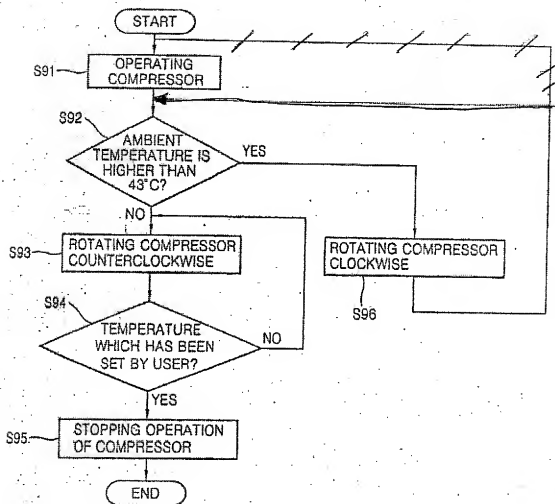 START
S91
OPERATING
COMPRESSOR
S92
AMBIENT
TEMPERATURE IS
HIGHER THAN
43°C?
YES
NO
S93
ROTATING COMPRESSOR
COUNTERCLOCKWISE
ROTATING COMPRESSOR
CLOCKWISE
S96
S94
TEMPERATURE
WHICH HAS BEEN
SET BY USER?
NO
YES
S95
STOPPING OPERATION
OF COMPRESSOR
END